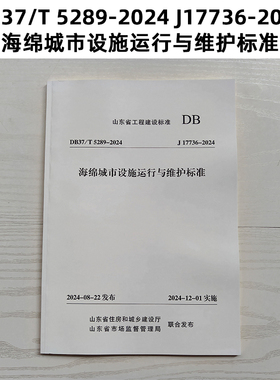 37/T 5289-2024 J17736-20
海绵城市设施运行与维护标准
山东省工程建设标准 DB
DB37/T 5289-2024 J 17736-2024
海绵城市设施运行与维护标准
2024-08-22 发布 2024-12-01 实施
山东省住房和城乡建设厅
山东省市场监督管理局 联合发布